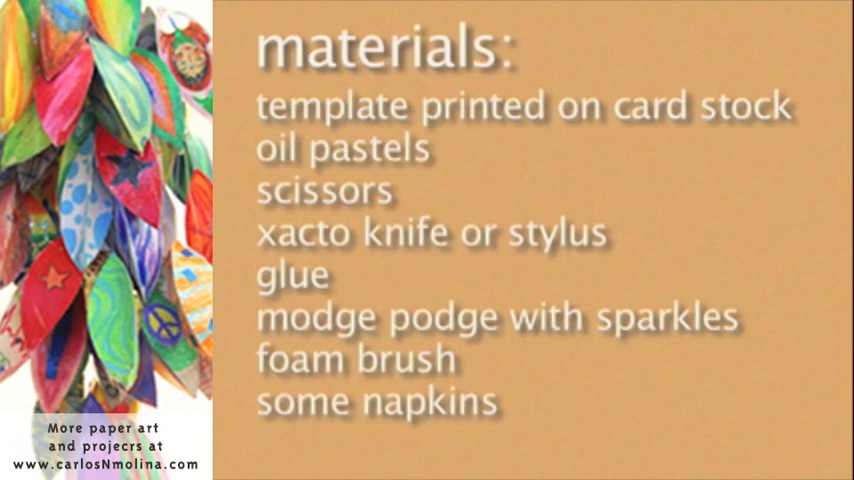 materials:
template printed on card stock
oil pastels
scissors
xacto knife or stylus
glue
modge podge with sparkles
foam brush
some napkins
More paper art
and projecrs at
www.carlosNmolina.com